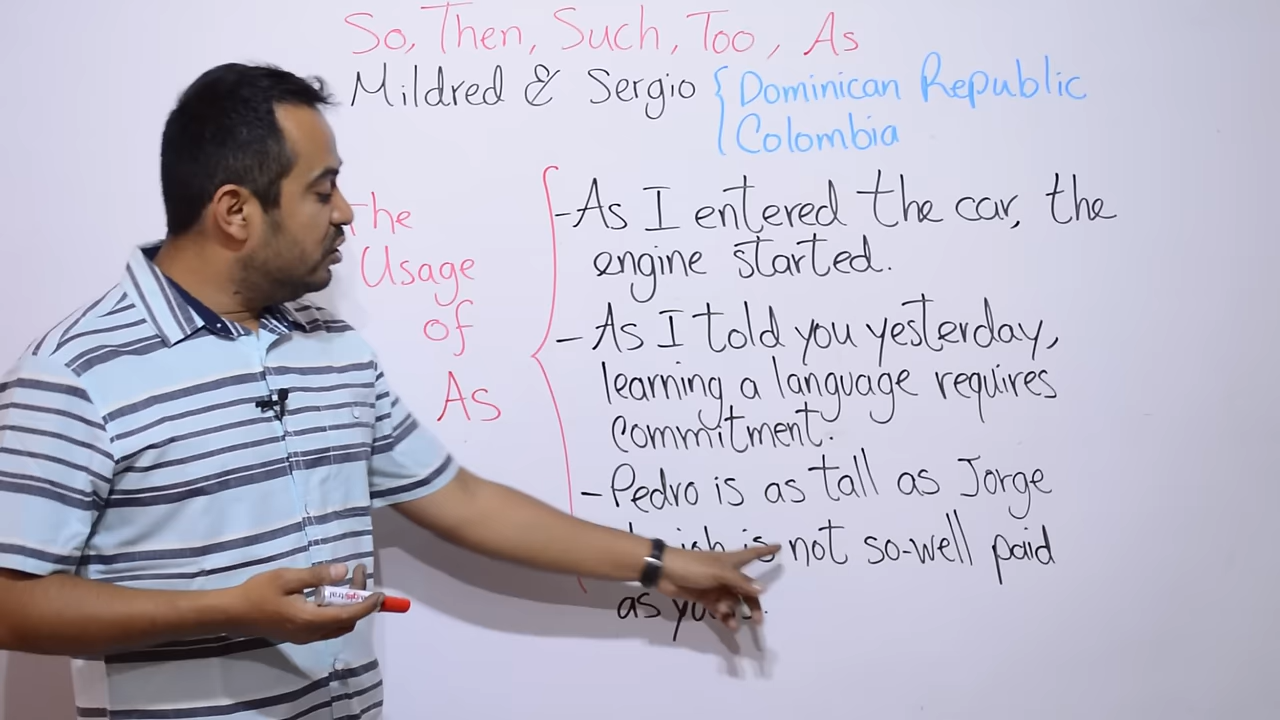 So, Then, Such, Too, As
Mildred & Sergio { Dominican Republic
Colombia
The
Usage
of
As
- As I entered the car, the
engine started.
- As I told you yesterday,
learning a language requires
commitment.
- Pedro is as tall as Jorge
job is not so-well paid
as